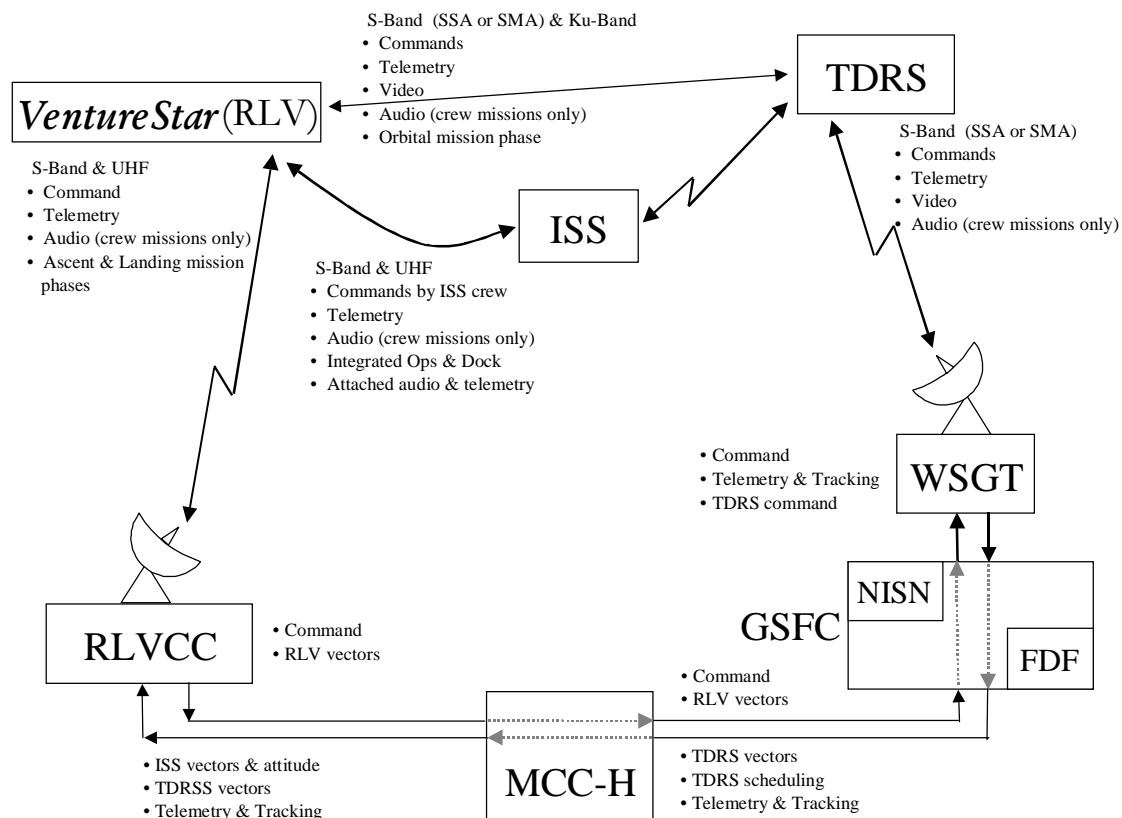 S-Band (SSA or SMA) & Ku-Band
• Commands
• Telemetry
• Video
• Audio (crew missions only)
• Orbital mission phase
TDRS
VentureStar (RLV)
S-Band (SSA or SMA)
• Commands
• Telemetry
• Video
• Audio (crew missions only)
S-Band & UHF
• Command
• Telemetry
• Audio (crew missions only)
• Ascent & Landing mission
phases
ISS
S-Band & UHF
• Commands by ISS crew
• Telemetry
• Audio (crew missions only)
• Integrated Ops & Dock
• Attached audio & telemetry
• Command
• Telemetry & Tracking
• TDRS command
WSGT
NISN
GSFC
FDF
RLVCC
• Command
• RLV vectors
• Command
• RLV vectors
MCC-H
• ISS vectors & attitude
• TDRSS vectors
• Telemetry & Tracking
• TDRS vectors
• TDRS scheduling
• Telemetry & Tracking